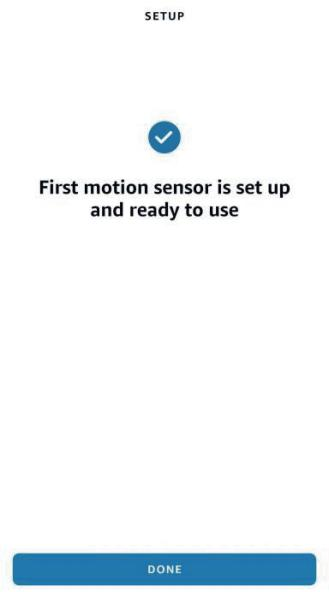 SETUP
First motion sensor is set up
and ready to use
DONE